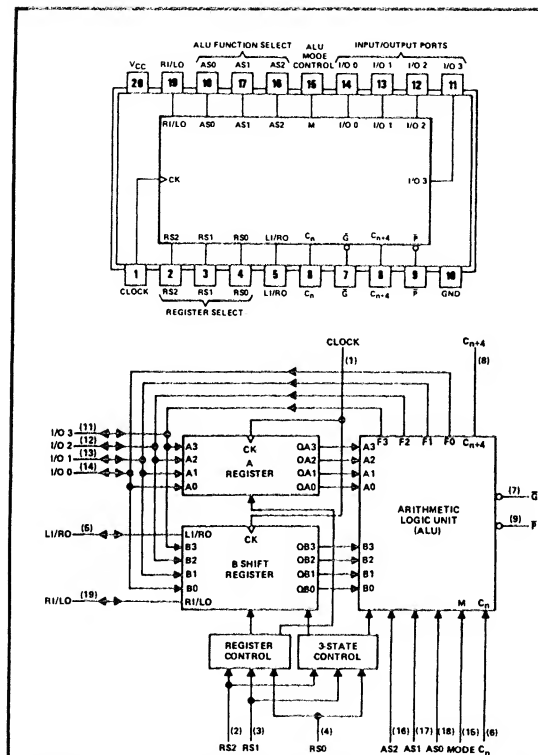 ALU FUNCTION SELECT ALU MODE CONTROL INPUT/OUTPUT PORTS
VCC RI/LO AS0 AS1 AS2 I/O 0 I/O 1 I/O 2 I/O 3
20 19 18 17 16 15 14 13 12 11
RI/LO AS0 AS1 AS2 M I/O 0 I/O 1 I/O 2
CK I/O 3
RS2 RS1 RS0 LI/RO Cn G Cn+4 P
1 2 3 4 5 6 7 8 9 10
CLOCK RS2 RS1 RS0 LI/RO Cn G Cn+4 P GND
REGISTER SELECT
CLOCK Cn+4
(1) (8)
F3 F2 F1 F0 Cn+4
I/O 3 (11) CK
I/O 2 (12) A3 QA3 A3
I/O 1 (13) A2 A REGISTER QA2 A2
I/O 0 (14) A1 QA1 A1
A0 QA0 A0
(7) G
ARITHMETIC LOGIC UNIT (ALU)
(9) P
LI/RO (5) LI/RO CK
B3 QB3 B3
B2 B SHIFT REGISTER QB2 B2
B1 QB1 B1
B0 QB0 B0
RI/LO (19) RI/LO
M Cn
REGISTER CONTROL 3-STATE CONTROL
(2) (3) (4) (16) (17) (18) (15) (6)
RS2 RS1 RS0 AS2 AS1 AS0 MODE Cn